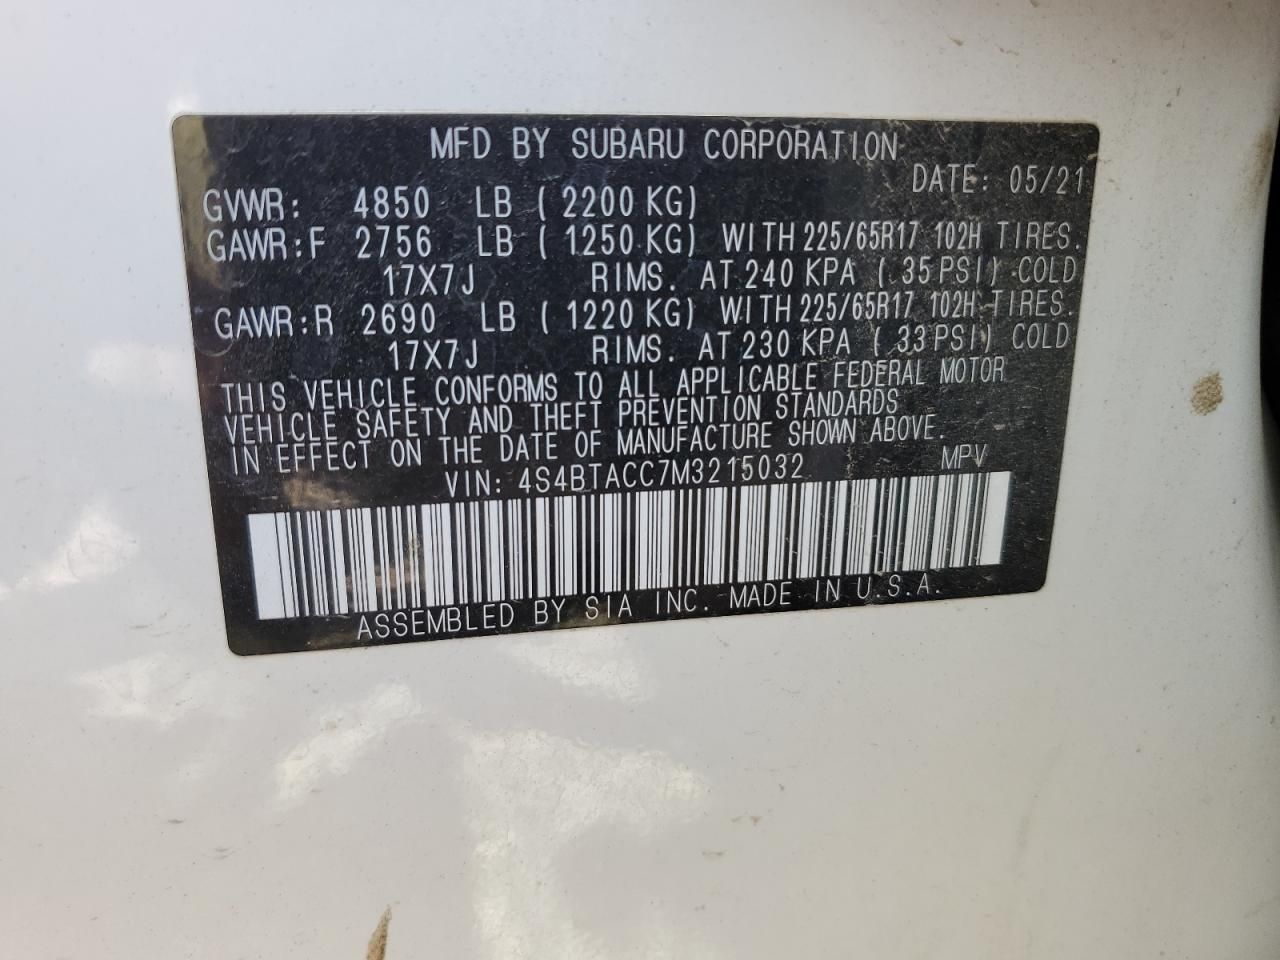 MFD BY SUBARU CORPORATION
DATE: 05/21
GVWR: 4850 LB ( 2200 KG)
GAWR:F 2756 LB ( 1250 KG) WITH 225/65R17 102H TIRES.
17X7J RIMS. AT 240 KPA ( 35 PSI) COLD
GAWR:R 2690 LB ( 1220 KG) WITH 225/65R17 102H TIRES.
17X7J RIMS. AT 230 KPA ( 33 PSI) COLD
THIS VEHICLE CONFORMS TO ALL APPLICABLE FEDERAL MOTOR
VEHICLE SAFETY AND THEFT PREVENTION STANDARDS
IN EFFECT ON THE DATE OF MANUFACTURE SHOWN ABOVE.
VIN: 4S4BTACC7M3215032 MPV
ASSEMBLED BY SIA INC. MADE IN U.S.A.